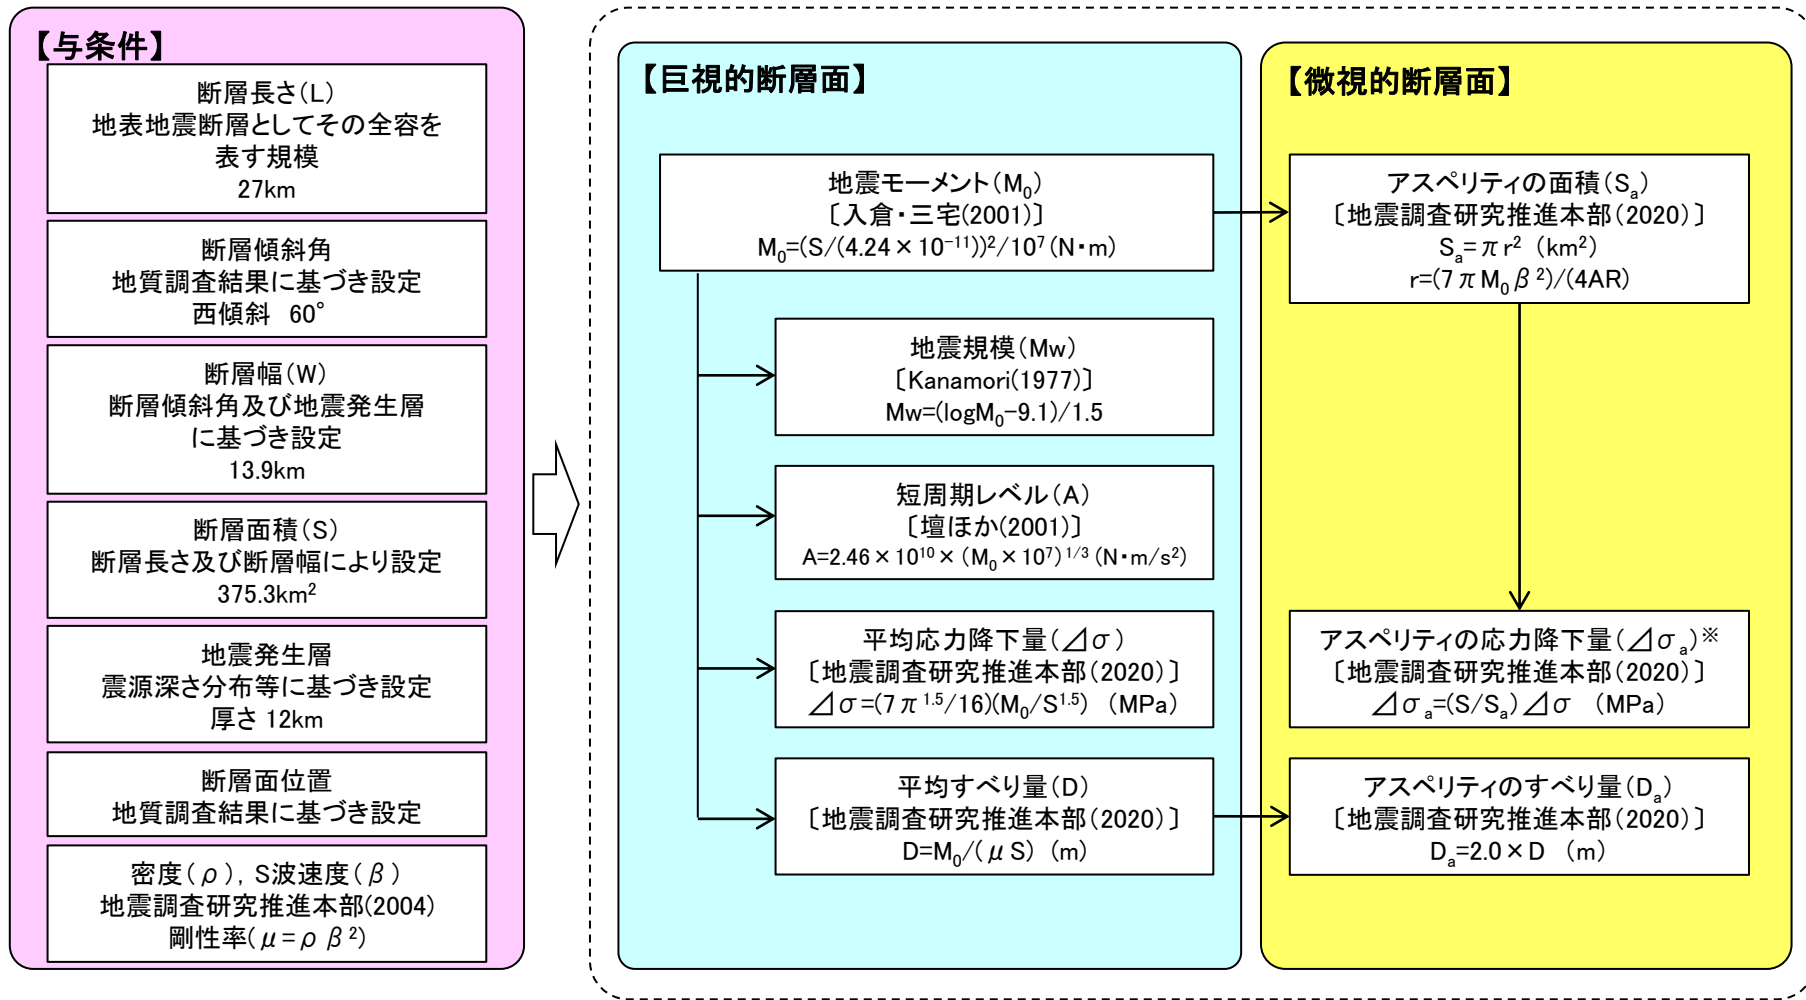 【与条件】
断層長さ(L)
地表地震断層としてその全容を
表す規模
27km
断層傾斜角
地質調査結果に基づき設定
西傾斜 60°
断層幅(W)
断層傾斜角及び地震発生層
に基づき設定
13.9km
断層面積(S)
断層長さ及び断層幅により設定
375.3km²
地震発生層
震源深さ分布等に基づき設定
厚さ 12km
断層面位置
地質調査結果に基づき設定
密度(ρ), S波速度(β)
地震調査研究推進本部(2004)
剛性率(μ=ρβ²)
【巨視的断層面】
地震モーメント(M₀)
〔入倉・三宅(2001)〕
M₀=(S/(4.24×10⁻¹¹))²/10⁷(N・m)
地震規模(Mw)
〔Kanamori(1977)〕
Mw=(logM₀-9.1)/1.5
短周期レベル(A)
〔壇ほか(2001)〕
A=2.46×10¹⁰×(M₀×10⁷)¹/³(N・m/s²)
平均応力降下量(⊿σ)
〔地震調査研究推進本部(2020)〕
⊿σ=(7π¹·⁵/16)(M₀/S¹·⁵) (MPa)
平均すべり量(D)
〔地震調査研究推進本部(2020)〕
D=M₀/(μS) (m)
【微視的断層面】
アスペリティの面積(Sₐ)
〔地震調査研究推進本部(2020)〕
Sₐ=πr² (km²)
r=(7πM₀β²)/(4AR)
アスペリティの応力降下量(⊿σₐ)※
〔地震調査研究推進本部(2020)〕
⊿σₐ=(S/Sₐ)⊿σ (MPa)
アスペリティのすべり量(Dₐ)
〔地震調査研究推進本部(2020)〕
Dₐ=2.0×D (m)